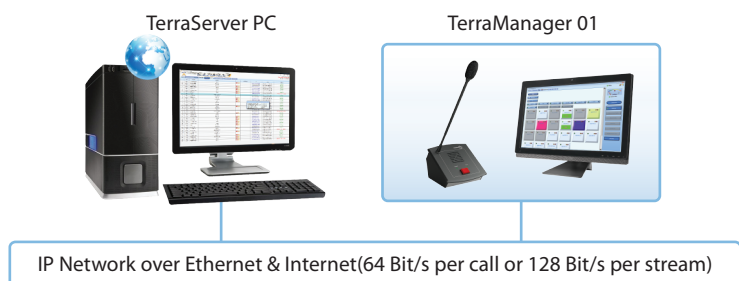 TerraServer PC
TerraManager 01
IP Network over Ethernet & Internet(64 Bit/s per call or 128 Bit/s per stream)